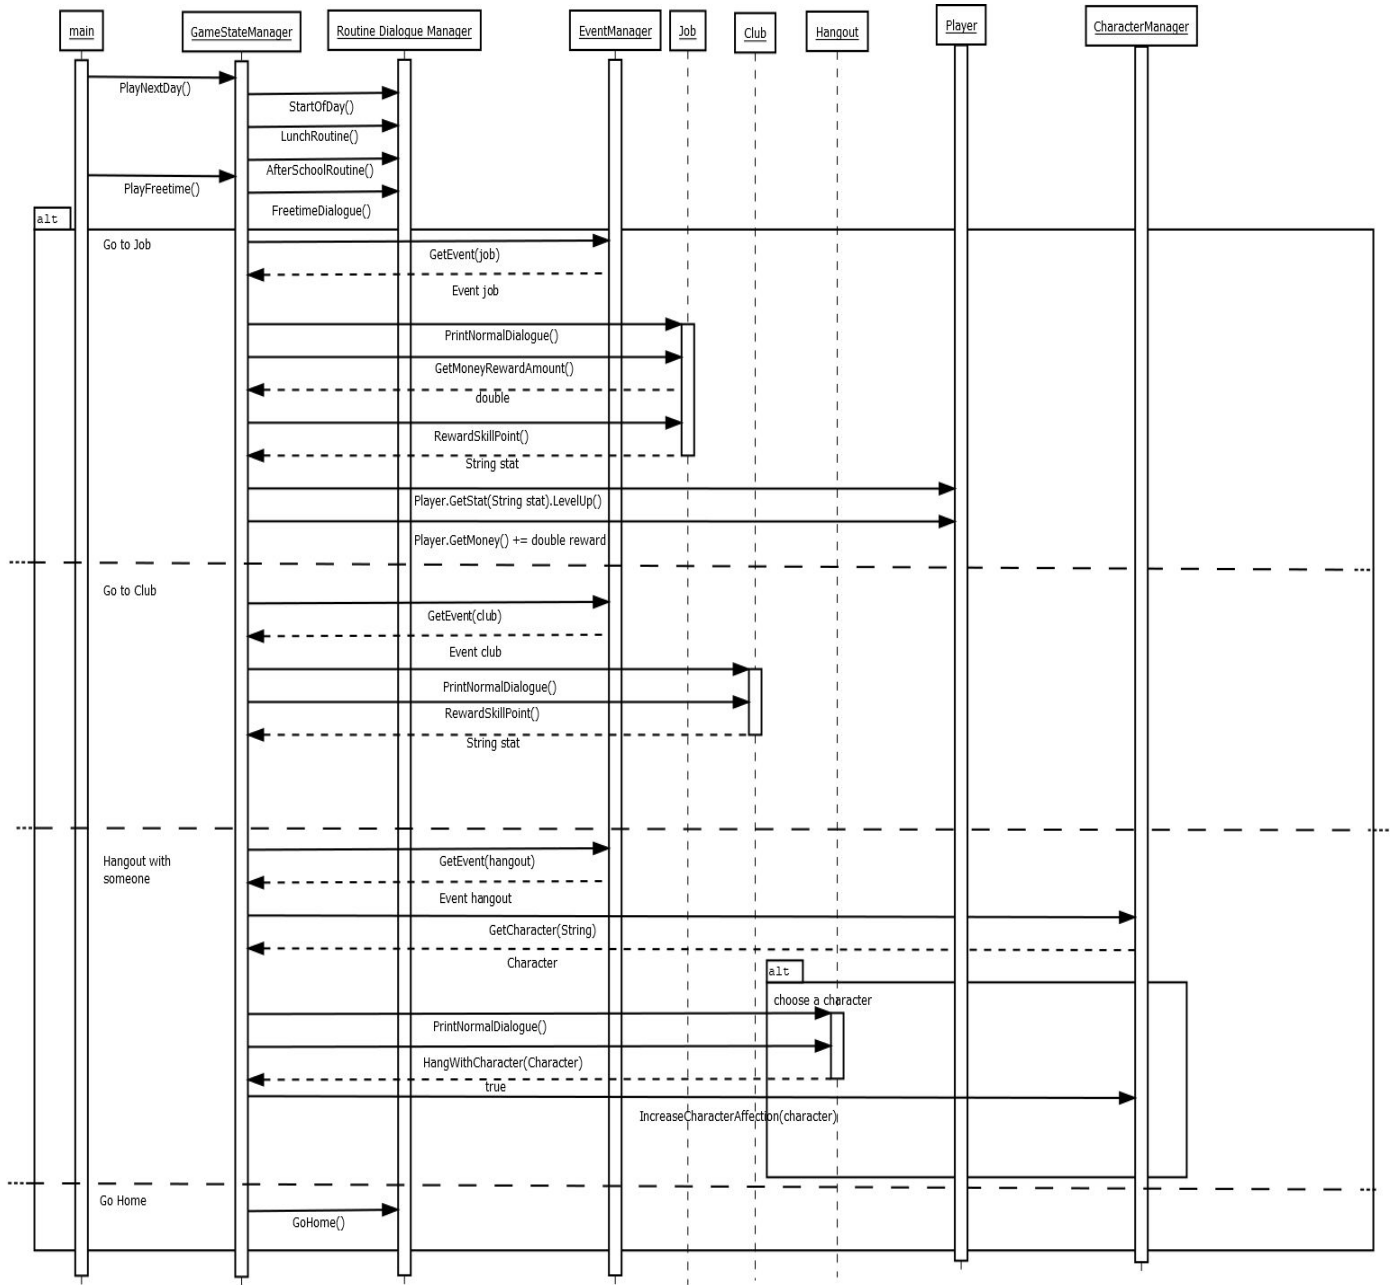 main
GameStateManager
Routine Dialogue Manager
EventManager
Job
Club
Hangout
Player
CharacterManager
PlayNextDay()
StartOfDay()
LunchRoutine()
AfterSchoolRoutine()
PlayFreetime()
FreetimeDialogue()
alt
Go to Job
GetEvent(job)
Event job
PrintNormalDialogue()
GetMoneyRewardAmount()
double
RewardSkillPoint()
String stat
Player.GetStat(String stat).LevelUp()
Player.GetMoney() += double reward
Go to Club
GetEvent(club)
Event club
PrintNormalDialogue()
RewardSkillPoint()
String stat
Hangout with
someone
GetEvent(hangout)
Event hangout
GetCharacter(String)
Character
alt
choose a character
PrintNormalDialogue()
HangWithCharacter(Character)
true
IncreaseCharacterAffection(character)
Go Home
GoHome()